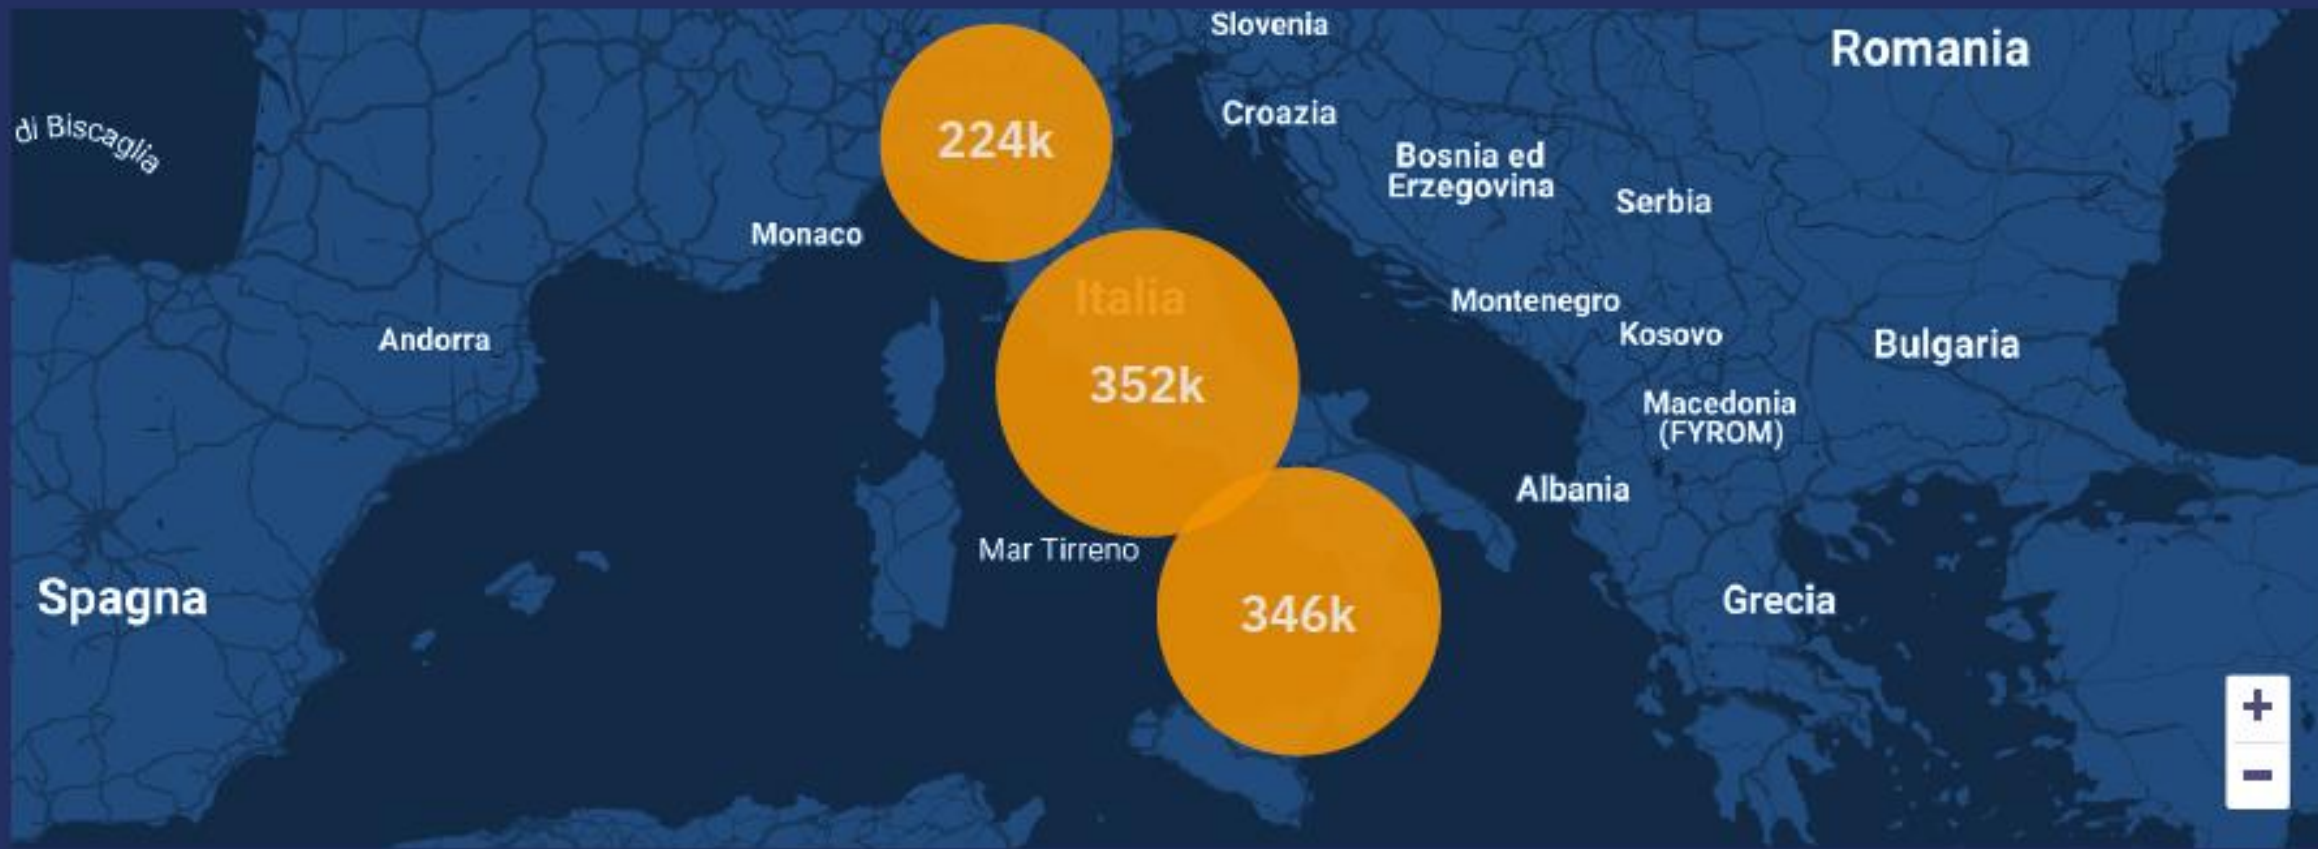 Slovenia
Romania
224k
Croazia
di Biscaglia
Bosnia ed
Erzegovina
Serbia
Monaco
Italia
Montenegro
Kosovo
Andorra
Bulgaria
352k
Macedonia
(FYROM)
Albania
Mar Tirreno
Spagna
346k
Grecia
+
−